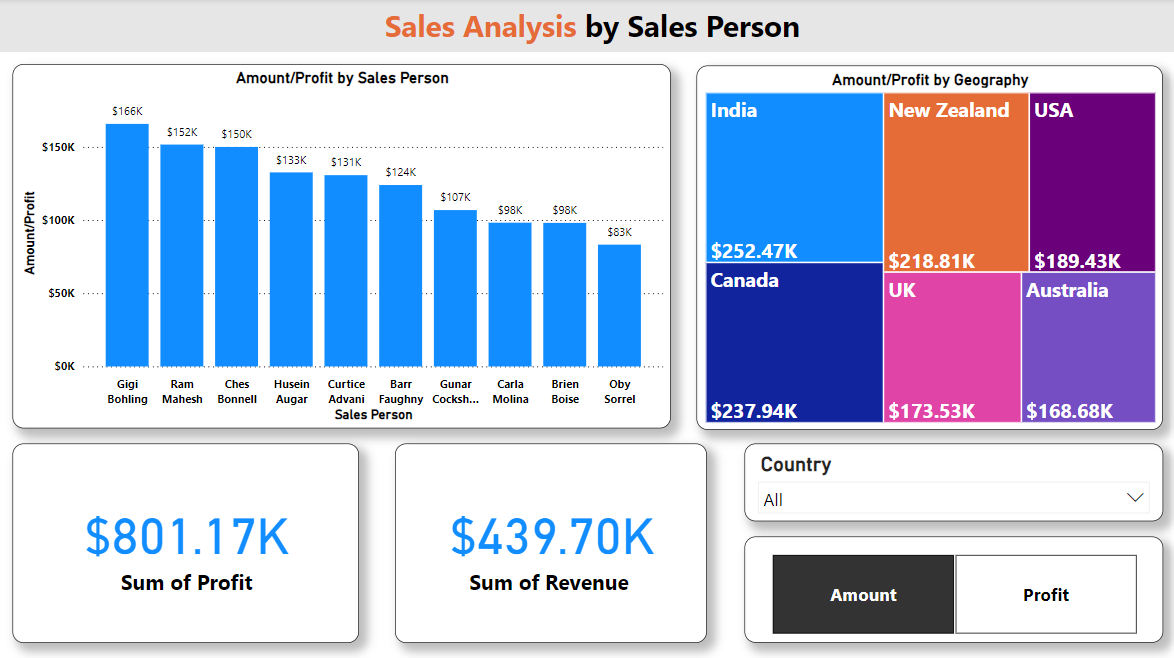 Sales Analysis by Sales Person
Amount/Profit by Sales Person
Amount/Profit
$150K
$100K
$50K
$0K
$166K
$152K
$150K
$133K
$131K
$124K
$107K
$98K
$98K
$83K
Gigi
Bohling
Ram
Mahesh
Ches
Bonnell
Husein
Augar
Curtice
Advani
Barr
Faughny
Gunar
Cocksh...
Carla
Molina
Brien
Boise
Oby
Sorrel
Sales Person
Amount/Profit by Geography
India
$252.47K
New Zealand
$218.81K
USA
$189.43K
Canada
$237.94K
UK
$173.53K
Australia
$168.68K
$801.17K
Sum of Profit
$439.70K
Sum of Revenue
Country
All
Amount
Profit